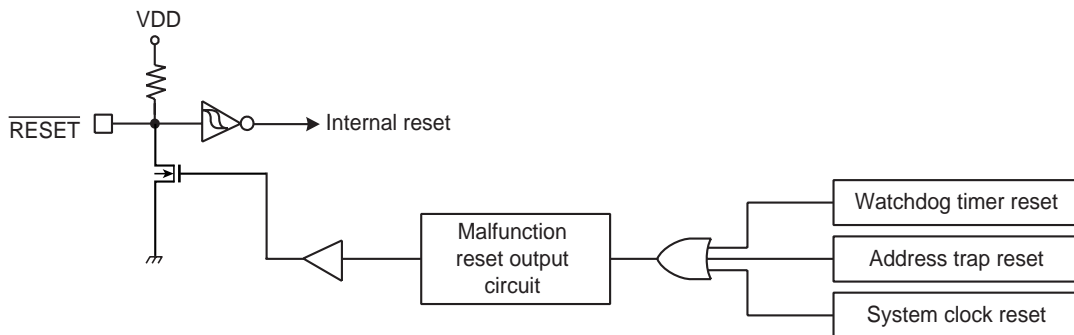 VDD
RESET
Internal reset
Watchdog timer reset
Malfunction
reset output
circuit
Address trap reset
System clock reset